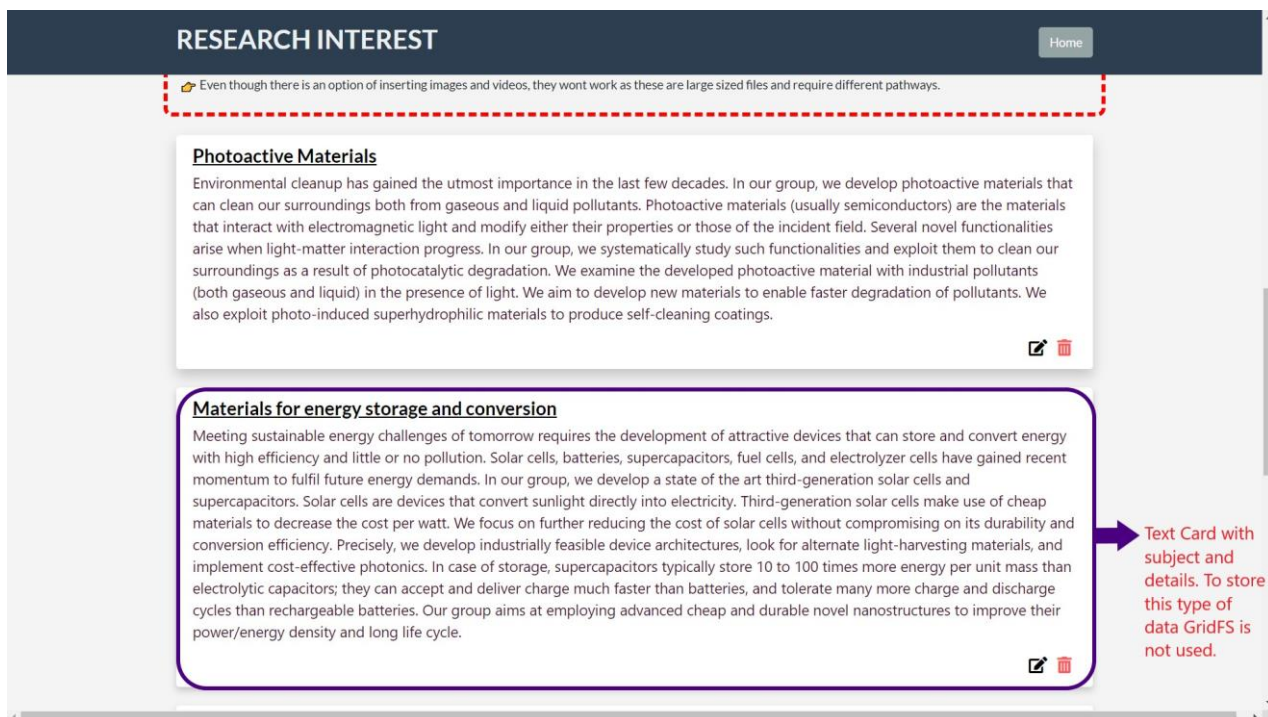 RESEARCH INTEREST
Home
👉 Even though there is an option of inserting images and videos, they wont work as these are large sized files and require different pathways.
Photoactive Materials
Environmental cleanup has gained the utmost importance in the last few decades. In our group, we develop photoactive materials that
can clean our surroundings both from gaseous and liquid pollutants. Photoactive materials (usually semiconductors) are the materials
that interact with electromagnetic light and modify either their properties or those of the incident field. Several novel functionalities
arise when light-matter interaction progress. In our group, we systematically study such functionalities and exploit them to clean our
surroundings as a result of photocatalytic degradation. We examine the developed photoactive material with industrial pollutants
(both gaseous and liquid) in the presence of light. We aim to develop new materials to enable faster degradation of pollutants. We
also exploit photo-induced superhydrophilic materials to produce self-cleaning coatings.
Materials for energy storage and conversion
Meeting sustainable energy challenges of tomorrow requires the development of attractive devices that can store and convert energy
with high efficiency and little or no pollution. Solar cells, batteries, supercapacitors, fuel cells, and electrolyzer cells have gained recent
momentum to fulfil future energy demands. In our group, we develop a state of the art third-generation solar cells and
supercapacitors. Solar cells are devices that convert sunlight directly into electricity. Third-generation solar cells make use of cheap
materials to decrease the cost per watt. We focus on further reducing the cost of solar cells without compromising on its durability and
conversion efficiency. Precisely, we develop industrially feasible device architectures, look for alternate light-harvesting materials, and
implement cost-effective photonics. In case of storage, supercapacitors typically store 10 to 100 times more energy per unit mass than
electrolytic capacitors; they can accept and deliver charge much faster than batteries, and tolerate many more charge and discharge
cycles than rechargeable batteries. Our group aims at employing advanced cheap and durable novel nanostructures to improve their
power/energy density and long life cycle.
Text Card with
subject and
details. To store
this type of
data GridFS is
not used.